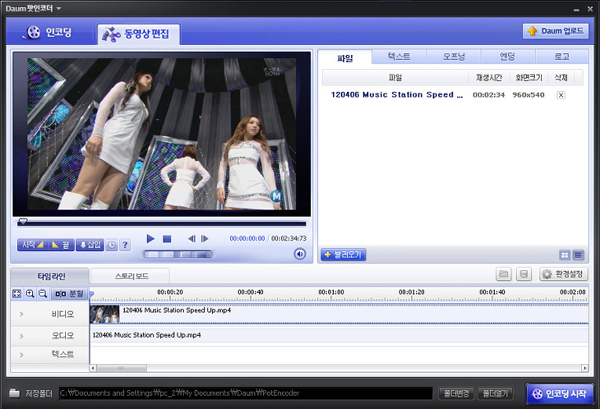 Daum팟인코더
인코딩
동영상 편집
Daum 업로드
파일 텍스트 오프닝 엔딩 로고
파일 재생시간 화면크기 삭제
120406 Music Station Speed ... 00:02:34 960x540
M
시작 끝 삽입 ? 00:00:00:00 / 00:02:34:73
불러오기
타임라인 스토리보드 환경설정
분할 00:00:20 00:00:40 00:01:00 00:01:20 00:01:40 00:02:00
비디오 120406 Music Station Speed Up.mp4
오디오 120406 Music Station Speed Up.mp4
텍스트
저장폴더 C:₩Documents and Settings₩pc_2₩My Documents₩Daum₩PotEncoder 폴더변경 폴더열기 인코딩 시작